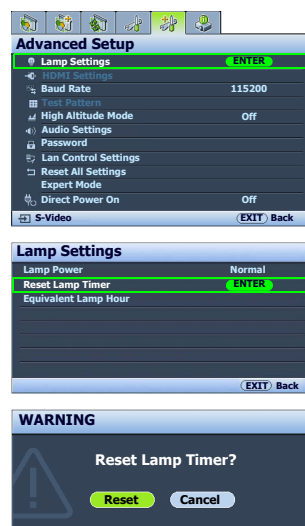 Advanced Setup
Lamp Settings ENTER
HDMI Settings
Baud Rate 115200
Test Pattern
High Altitude Mode Off
Audio Settings
Password
Lan Control Settings
Reset All Settings
Expert Mode
Direct Power On Off
S-Video EXIT Back
Lamp Settings
Lamp Power Normal
Reset Lamp Timer ENTER
Equivalent Lamp Hour
EXIT Back
WARNING
Reset Lamp Timer?
Reset Cancel